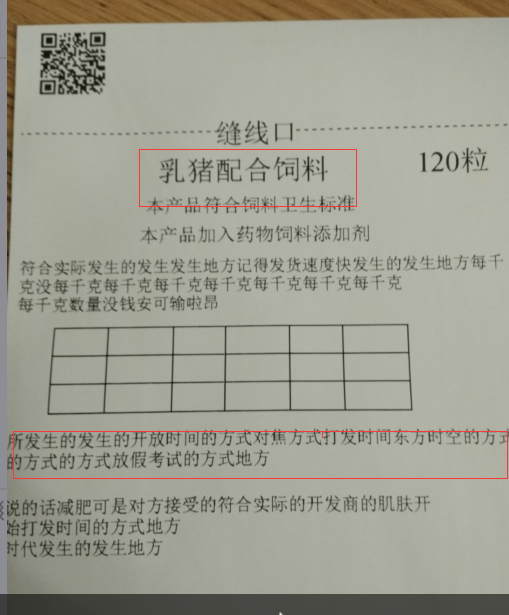 缝线口
乳猪配合饲料
120粒
本产品符合饲料卫生标准
本产品加入药物饲料添加剂
符合实际发生的发生发生地方记得发货速度快发生的发生地方每千
克没每千克每千克每千克每千克每千克每千克每千克
每千克数量没钱安可输啦昂
所发生的发生的开放时间的方式对焦方式打发时间东方时空的方式
的方式的方式放假考试的方式地方
说的话减肥可是对方接受的符合实际的开发商的肌肤开
始打发时间的方式地方
时代发生的发生地方